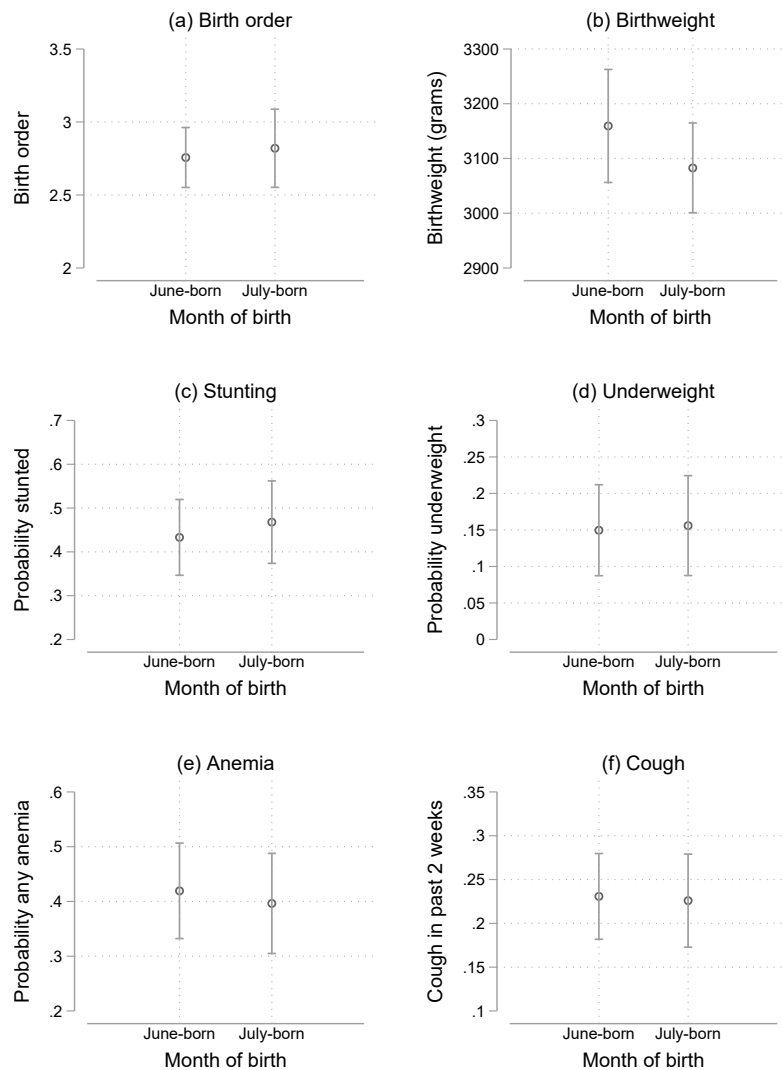 (a) Birth order
3.5
3
2.5
2
Birth order
June-born July-born
Month of birth
(b) Birthweight
3300
3200
3100
3000
2900
Birthweight (grams)
June-born July-born
Month of birth
(c) Stunting
.7
.6
.5
.4
.3
.2
Probability stunted
June-born July-born
Month of birth
(d) Underweight
.3
.25
.2
.15
.1
.05
0
Probability underweight
June-born July-born
Month of birth
(e) Anemia
.6
.5
.4
.3
.2
Probability any anemia
June-born July-born
Month of birth
(f) Cough
.35
.3
.25
.2
.15
.1
Cough in past 2 weeks
June-born July-born
Month of birth